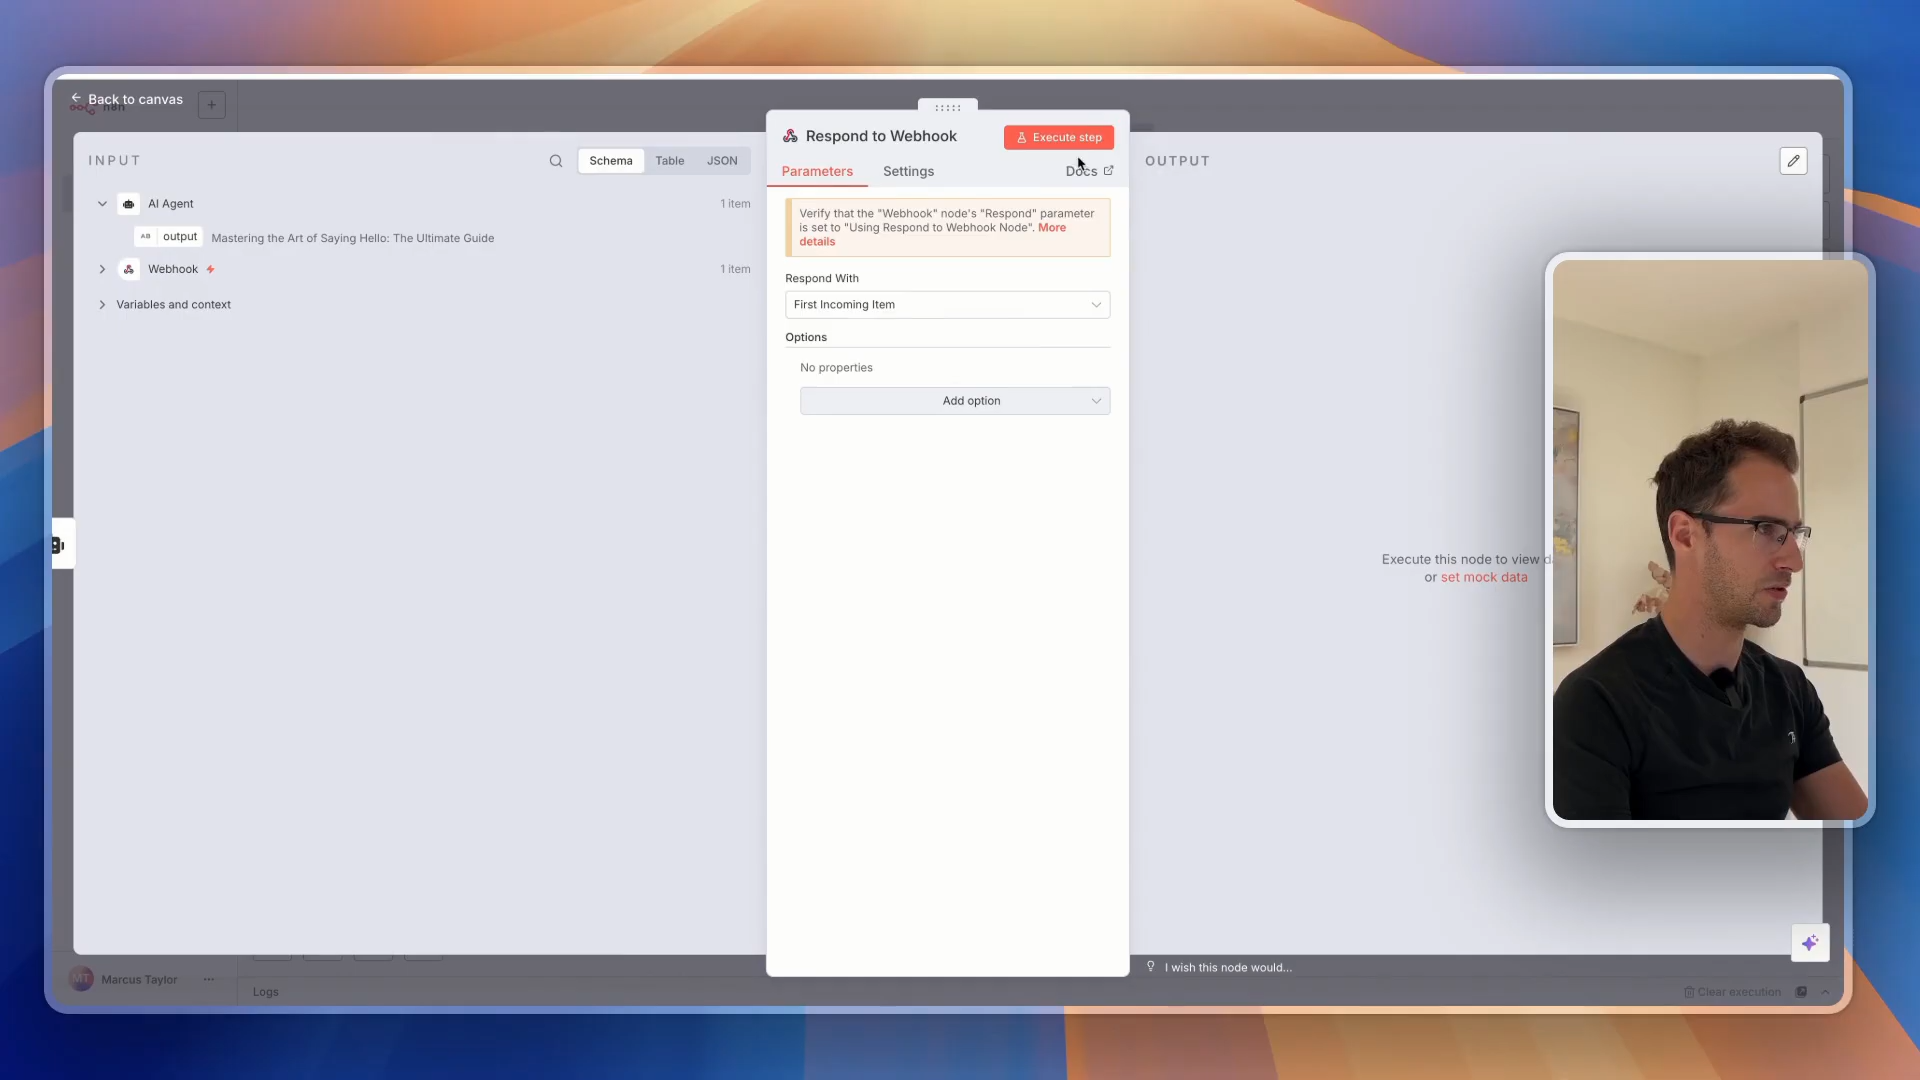 Back to canvas
n8n
INPUT
Schema
Table
JSON
AI Agent
1 item
AB
output
Mastering the Art of Saying Hello: The Ultimate Guide
Webhook
1 item
Variables and context
Respond to Webhook
Execute step
Parameters
Settings
Docs
Verify that the "Webhook" node's "Respond" parameter
is set to "Using Respond to Webhook Node". More
details
Respond With
First Incoming Item
Options
No properties
Add option
OUTPUT
Execute this node to view
or set mock data
I wish this node would...
MT
Marcus Taylor
Logs
Clear execution